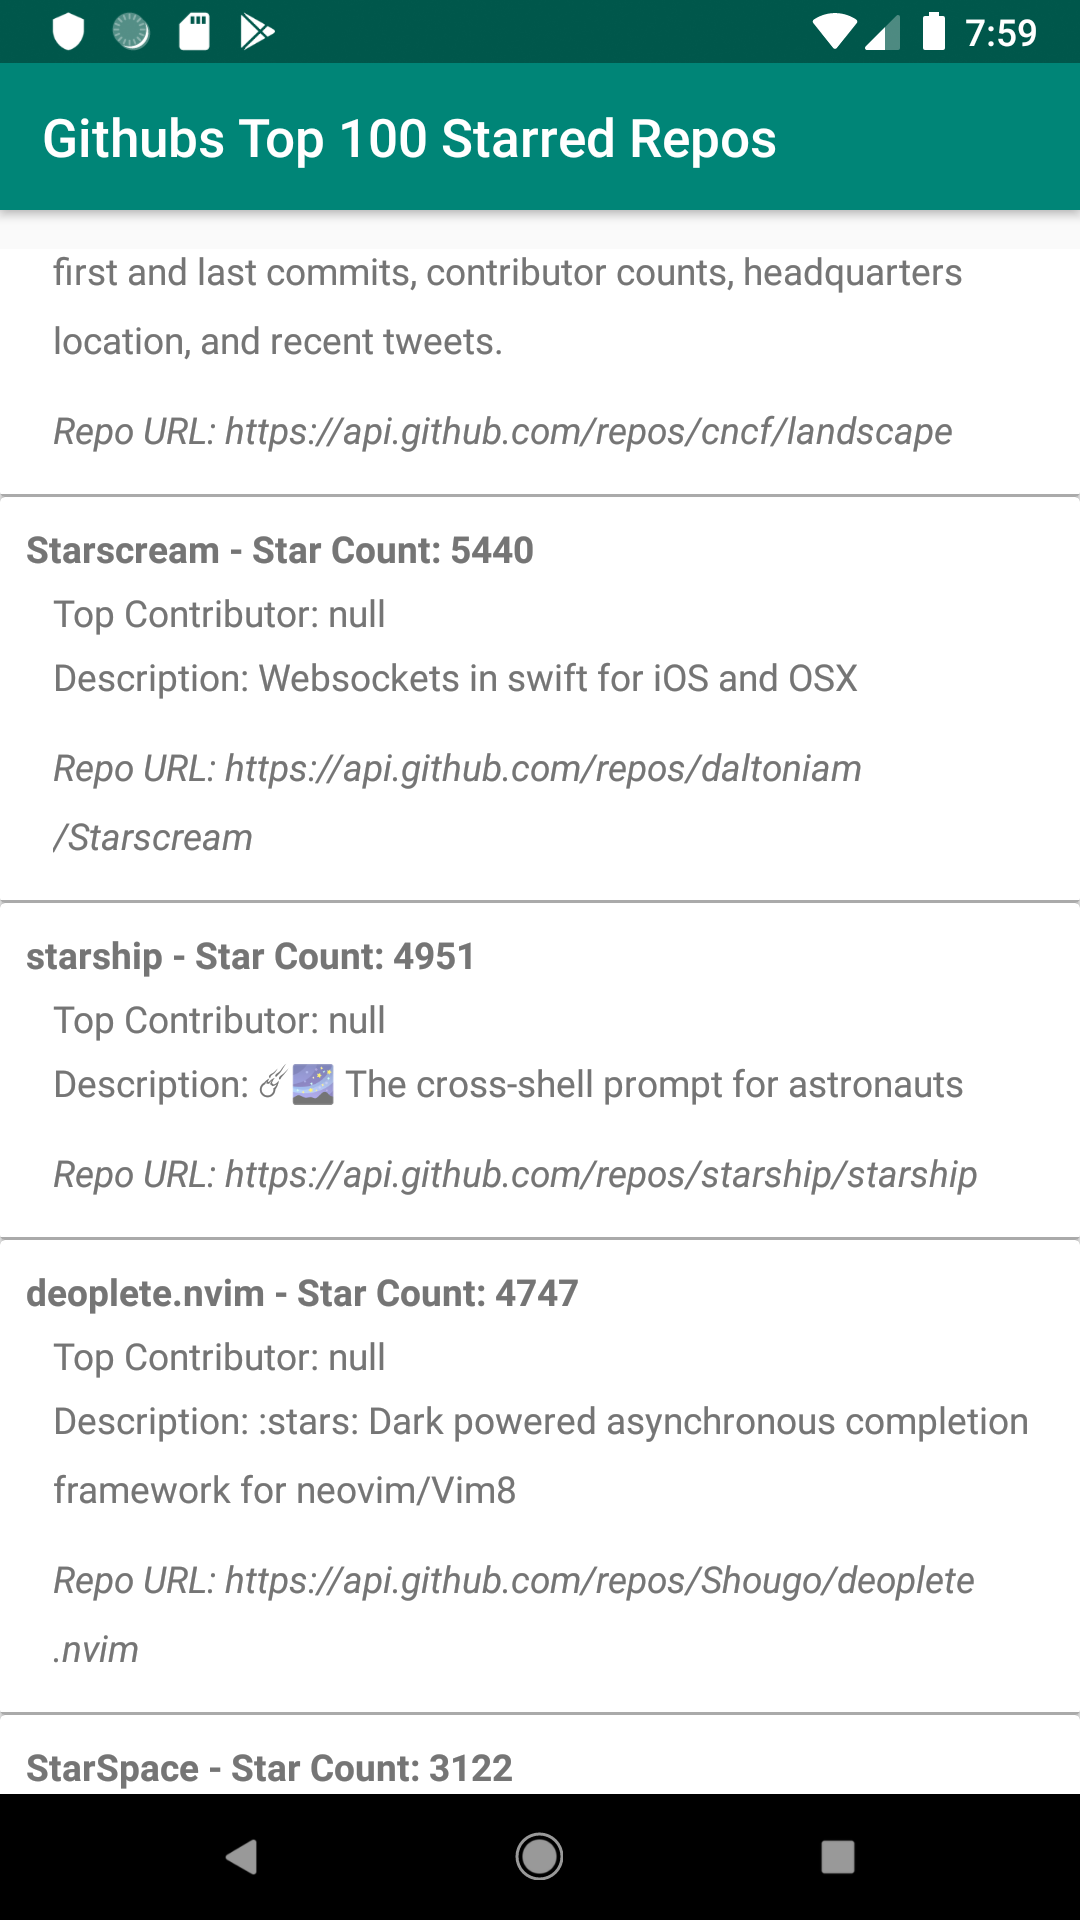 7:59
Githubs Top 100 Starred Repos
first and last commits, contributor counts, headquarters
location, and recent tweets.
Repo URL: https://api.github.com/repos/cncf/landscape
Starscream - Star Count: 5440
Top Contributor: null
Description: Websockets in swift for iOS and OSX
Repo URL: https://api.github.com/repos/daltoniam
/Starscream
starship - Star Count: 4951
Top Contributor: null
Description: ☄🌌 The cross-shell prompt for astronauts
Repo URL: https://api.github.com/repos/starship/starship
deoplete.nvim - Star Count: 4747
Top Contributor: null
Description: :stars: Dark powered asynchronous completion
framework for neovim/Vim8
Repo URL: https://api.github.com/repos/Shougo/deoplete
.nvim
StarSpace - Star Count: 3122